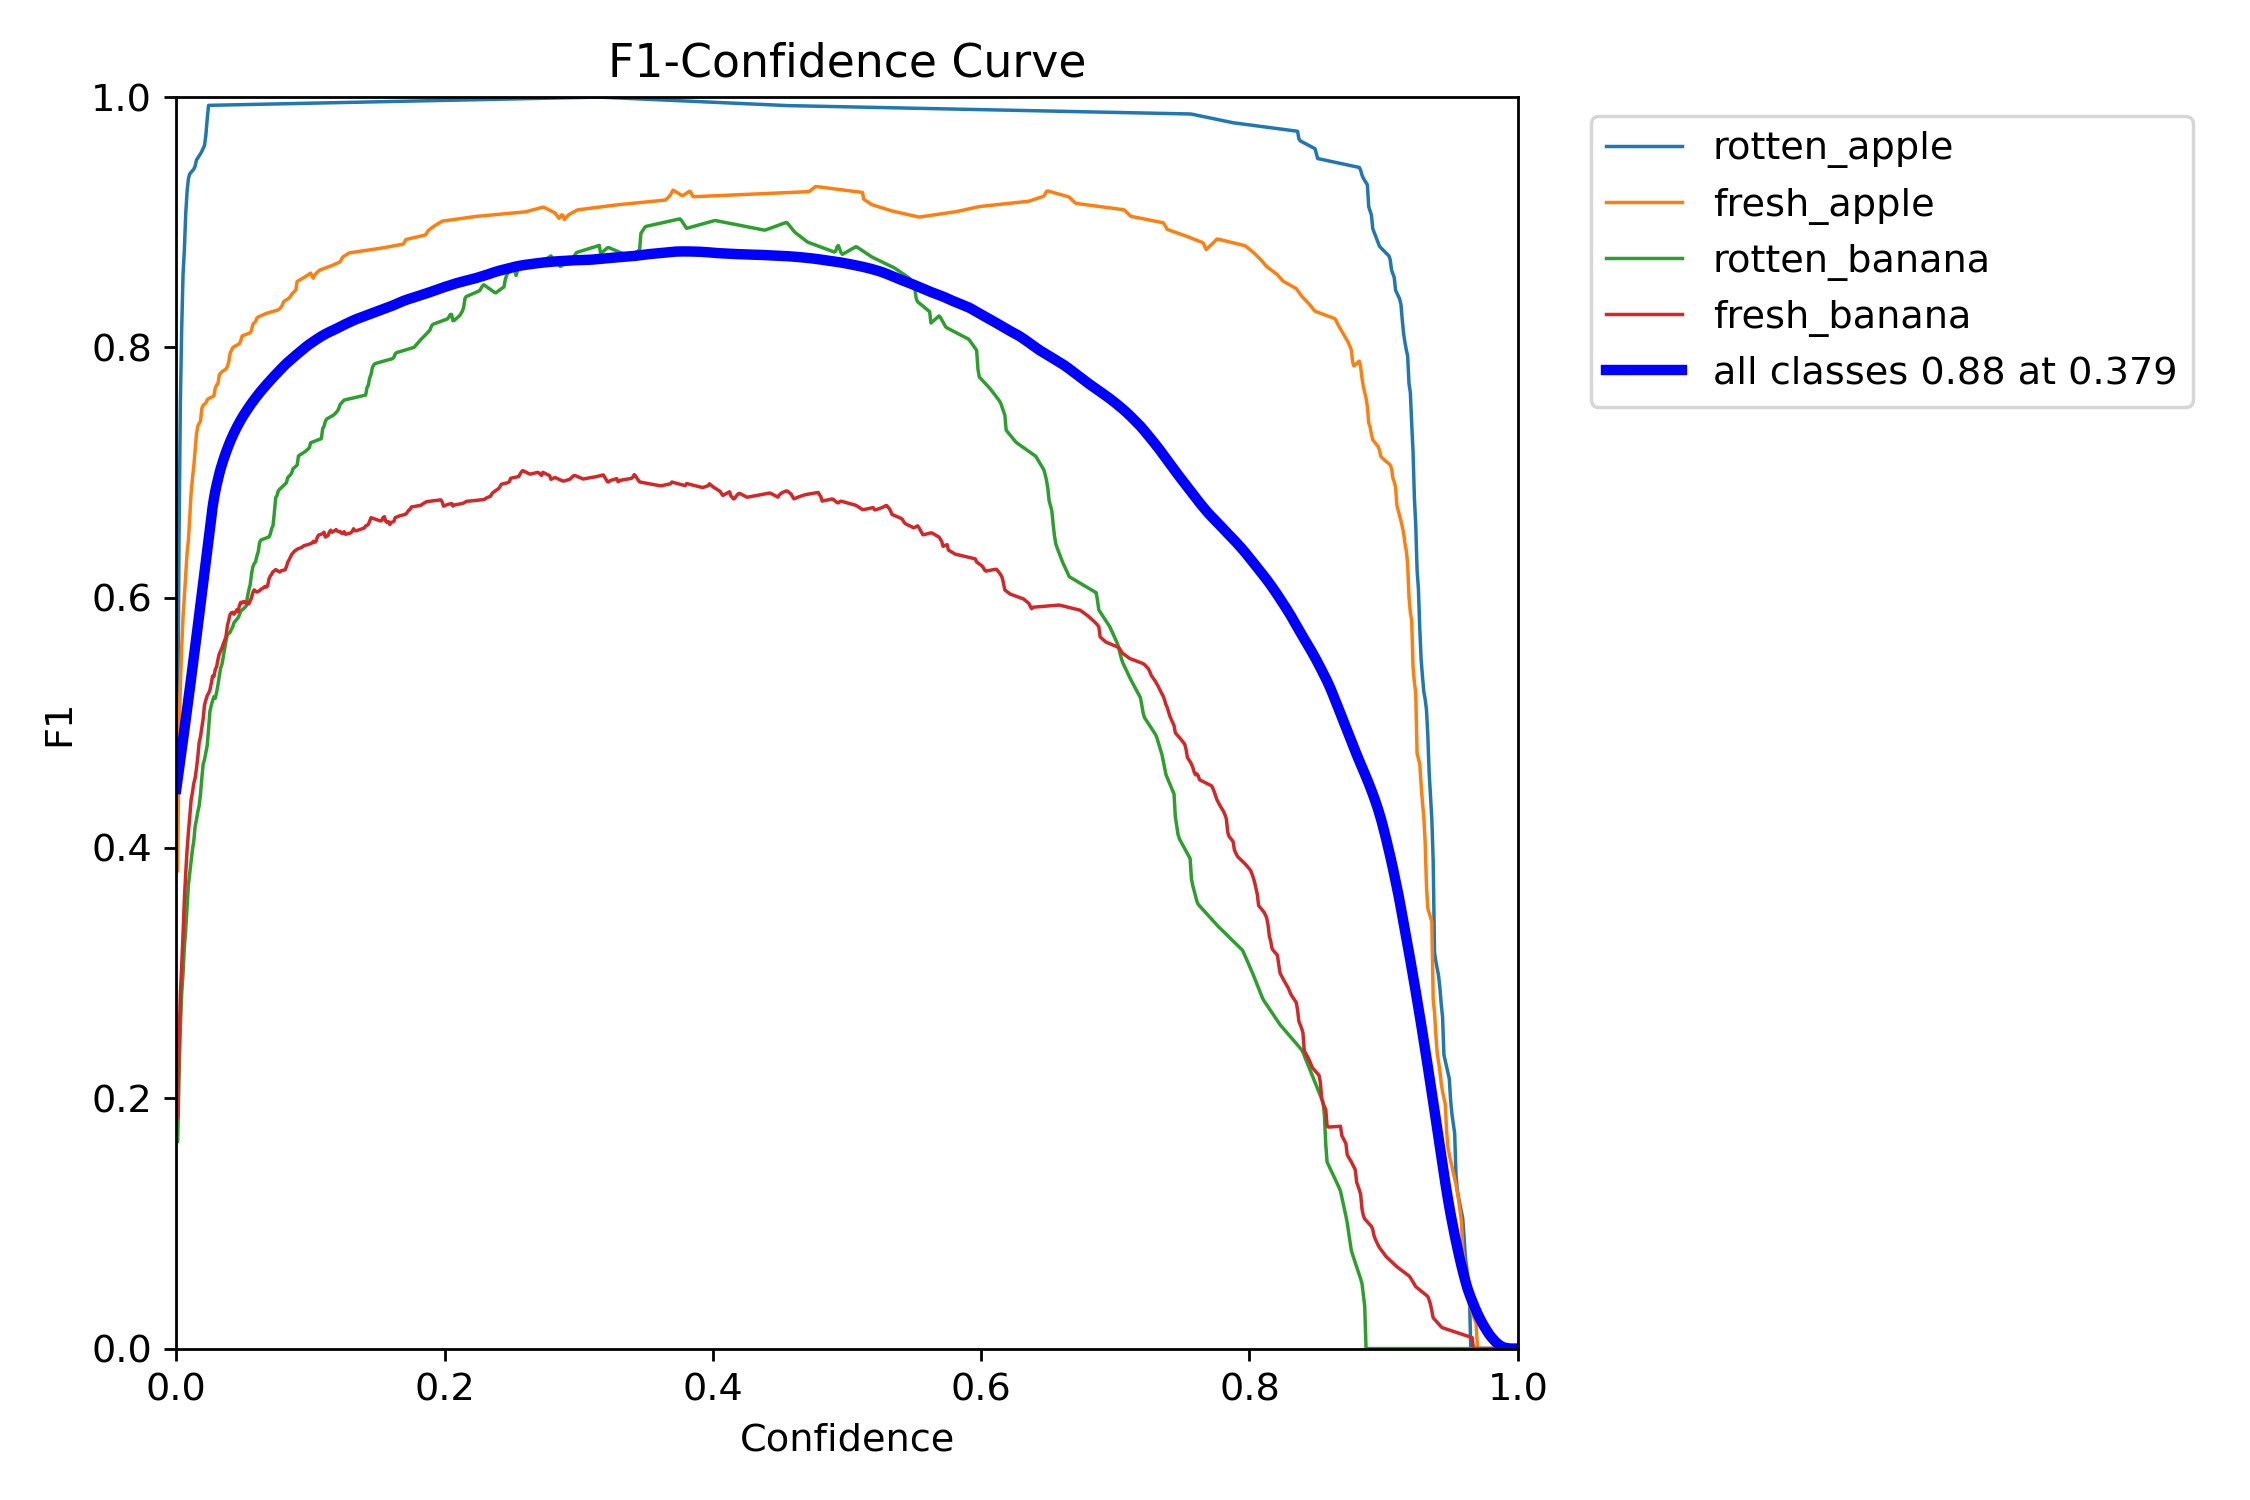 F1-Confidence Curve
1.0
0.8
0.6
0.4
0.2
0.0
F1
0.0 0.2 0.4 0.6 0.8 1.0
Confidence
rotten_apple
fresh_apple
rotten_banana
fresh_banana
all classes 0.88 at 0.379